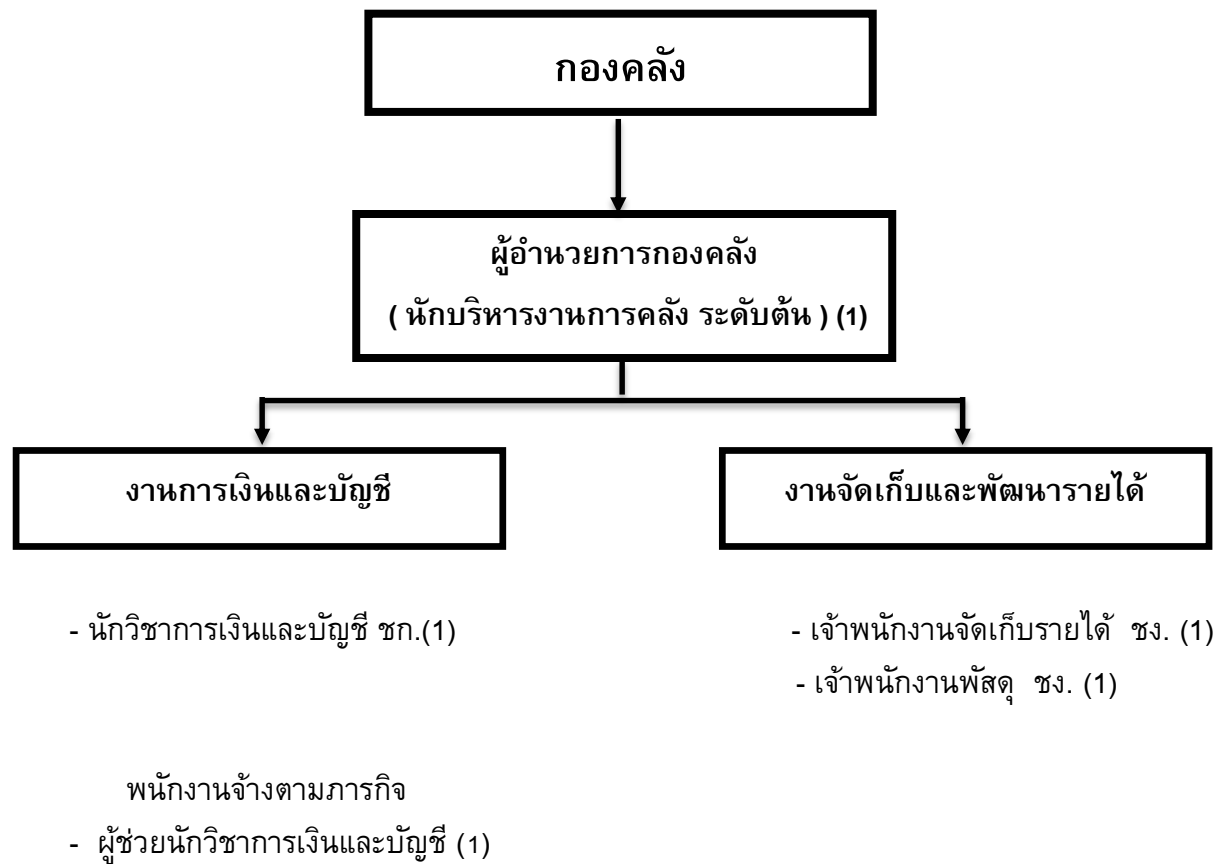 กองคลัง
ผู้อำนวยการกองคลัง
( นักบริหารงานการคลัง ระดับต้น ) (1)
งานการเงินและบัญชี
งานจัดเก็บและพัฒนารายได้
- นักวิชาการเงินและบัญชี ชก.(1)
- เจ้าพนักงานจัดเก็บรายได้ ชง. (1)
- เจ้าพนักงานพัสดุ ชง. (1)
พนักงานจ้างตามภารกิจ
- ผู้ช่วยนักวิชาการเงินและบัญชี (1)